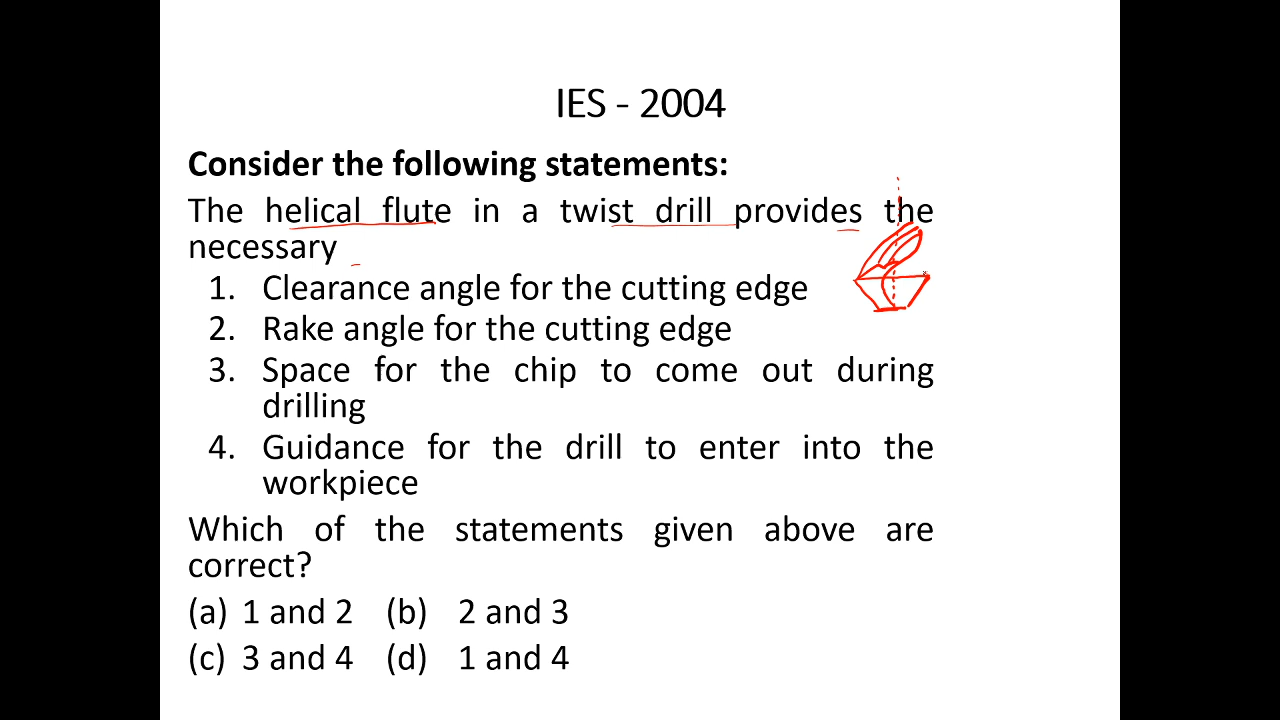 IES - 2004
Consider the following statements:
The helical flute in a twist drill provides the
necessary
1. Clearance angle for the cutting edge
2. Rake angle for the cutting edge
3. Space for the chip to come out during
drilling
4. Guidance for the drill to enter into the
workpiece
Which of the statements given above are
correct?
(a) 1 and 2 (b) 2 and 3
(c) 3 and 4 (d) 1 and 4